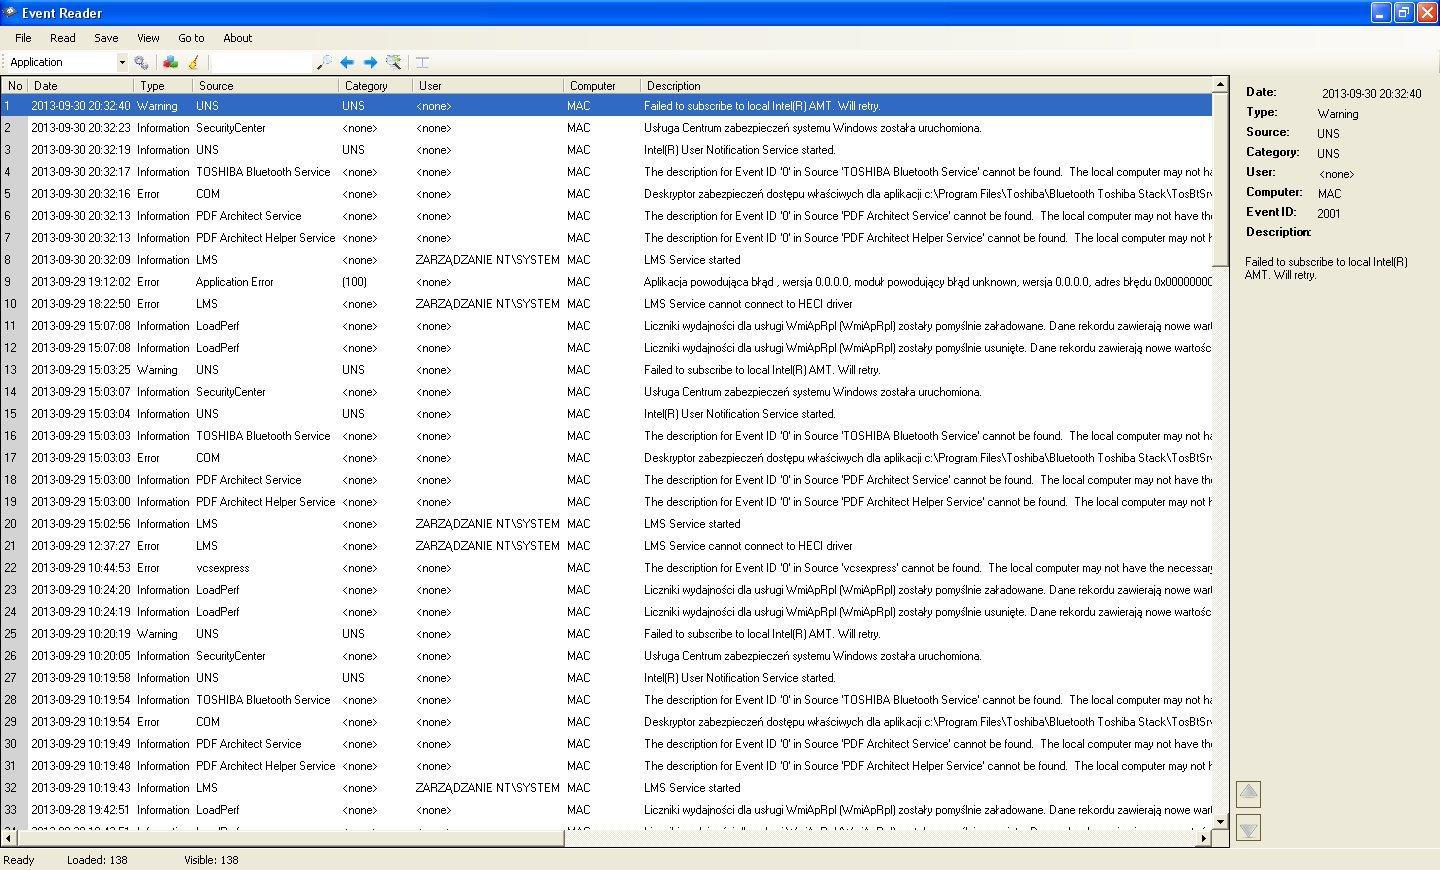 Event Reader
File Read Save View Go to About
Application
No Date Type Source Category User Computer Description
1 2013-09-30 20:32:40 Warning UNS UNS <none> MAC Failed to subscribe to local Intel(R) AMT. Will retry.
2 2013-09-30 20:32:23 Information SecurityCenter <none> <none> MAC Usługa Centrum zabezpieczeń systemu Windows została uruchomiona.
3 2013-09-30 20:32:19 Information UNS UNS <none> MAC Intel(R) User Notification Service started.
4 2013-09-30 20:32:17 Information TOSHIBA Bluetooth Service <none> <none> MAC The description for Event ID '0' in Source 'TOSHIBA Bluetooth Service' cannot be found. The local computer may not ha
5 2013-09-30 20:32:16 Error COM <none> <none> MAC Deskryptor zabezpieczeń dostępu właściwych dla aplikacji c:\Program Files\Toshiba\Bluetooth Toshiba Stack\TosBtSrv
6 2013-09-30 20:32:13 Information PDF Architect Service <none> <none> MAC The description for Event ID '0' in Source 'PDF Architect Service' cannot be found. The local computer may not have the
7 2013-09-30 20:32:13 Information PDF Architect Helper Service <none> <none> MAC The description for Event ID '0' in Source 'PDF Architect Helper Service' cannot be found. The local computer may not h
8 2013-09-30 20:32:09 Information LMS <none> ZARZĄDZANIE NT\SYSTEM MAC LMS Service started
9 2013-09-29 19:12:02 Error Application Error (100) <none> MAC Aplikacja powodująca błąd , wersja 0.0.0.0, moduł powodujący błąd unknown, wersja 0.0.0.0, adres błędu 0x00000000
10 2013-09-29 18:22:50 Error LMS <none> ZARZĄDZANIE NT\SYSTEM MAC LMS Service cannot connect to HECI driver
11 2013-09-29 15:07:08 Information LoadPerf <none> <none> MAC Liczniki wydajności dla usługi WmiApRpl (WmiApRpl) zostały pomyślnie załadowane. Dane rekordu zawierają nowe wart
12 2013-09-29 15:07:08 Information LoadPerf <none> <none> MAC Liczniki wydajności dla usługi WmiApRpl (WmiApRpl) zostały pomyślnie usunięte. Dane rekordu zawierają nowe wartośc
13 2013-09-29 15:03:25 Warning UNS UNS <none> MAC Failed to subscribe to local Intel(R) AMT. Will retry.
14 2013-09-29 15:03:07 Information SecurityCenter <none> <none> MAC Usługa Centrum zabezpieczeń systemu Windows została uruchomiona.
15 2013-09-29 15:03:04 Information UNS UNS <none> MAC Intel(R) User Notification Service started.
16 2013-09-29 15:03:03 Information TOSHIBA Bluetooth Service <none> <none> MAC The description for Event ID '0' in Source 'TOSHIBA Bluetooth Service' cannot be found. The local computer may not ha
17 2013-09-29 15:03:03 Error COM <none> <none> MAC Deskryptor zabezpieczeń dostępu właściwych dla aplikacji c:\Program Files\Toshiba\Bluetooth Toshiba Stack\TosBtSrv
18 2013-09-29 15:03:00 Information PDF Architect Service <none> <none> MAC The description for Event ID '0' in Source 'PDF Architect Service' cannot be found. The local computer may not have the
19 2013-09-29 15:03:00 Information PDF Architect Helper Service <none> <none> MAC The description for Event ID '0' in Source 'PDF Architect Helper Service' cannot be found. The local computer may not h
20 2013-09-29 15:02:56 Information LMS <none> ZARZĄDZANIE NT\SYSTEM MAC LMS Service started
21 2013-09-29 12:37:27 Error LMS <none> ZARZĄDZANIE NT\SYSTEM MAC LMS Service cannot connect to HECI driver
22 2013-09-29 10:44:53 Error vcsexpress <none> <none> MAC The description for Event ID '0' in Source 'vcsexpress' cannot be found. The local computer may not have the necessary
23 2013-09-29 10:24:20 Information LoadPerf <none> <none> MAC Liczniki wydajności dla usługi WmiApRpl (WmiApRpl) zostały pomyślnie załadowane. Dane rekordu zawierają nowe wart
24 2013-09-29 10:24:19 Information LoadPerf <none> <none> MAC Liczniki wydajności dla usługi WmiApRpl (WmiApRpl) zostały pomyślnie usunięte. Dane rekordu zawierają nowe wartośc
25 2013-09-29 10:20:19 Warning UNS UNS <none> MAC Failed to subscribe to local Intel(R) AMT. Will retry.
26 2013-09-29 10:20:05 Information SecurityCenter <none> <none> MAC Usługa Centrum zabezpieczeń systemu Windows została uruchomiona.
27 2013-09-29 10:19:58 Information UNS UNS <none> MAC Intel(R) User Notification Service started.
28 2013-09-29 10:19:54 Information TOSHIBA Bluetooth Service <none> <none> MAC The description for Event ID '0' in Source 'TOSHIBA Bluetooth Service' cannot be found. The local computer may not ha
29 2013-09-29 10:19:54 Error COM <none> <none> MAC Deskryptor zabezpieczeń dostępu właściwych dla aplikacji c:\Program Files\Toshiba\Bluetooth Toshiba Stack\TosBtSrv
30 2013-09-29 10:19:49 Information PDF Architect Service <none> <none> MAC The description for Event ID '0' in Source 'PDF Architect Service' cannot be found. The local computer may not have the
31 2013-09-29 10:19:48 Information PDF Architect Helper Service <none> <none> MAC The description for Event ID '0' in Source 'PDF Architect Helper Service' cannot be found. The local computer may not h
32 2013-09-29 10:19:43 Information LMS <none> ZARZĄDZANIE NT\SYSTEM MAC LMS Service started
33 2013-09-28 19:42:51 Information LoadPerf <none> <none> MAC Liczniki wydajności dla usługi WmiApRpl (WmiApRpl) zostały pomyślnie załadowane. Dane rekordu zawierają nowe wart
Date: 2013-09-30 20:32:40
Type: Warning
Source: UNS
Category: UNS
User: <none>
Computer: MAC
Event ID: 2001
Description:
Failed to subscribe to local Intel(R)
AMT. Will retry.
Ready Loaded: 138 Visible: 138